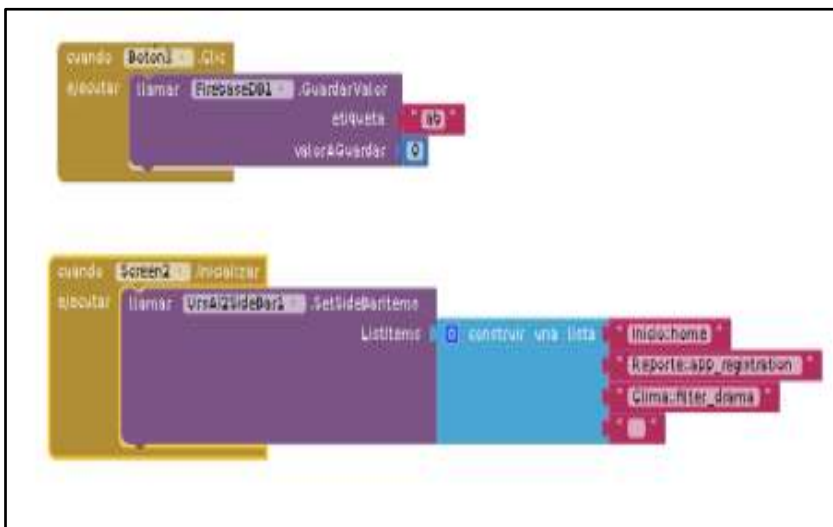 cuando Boton1 .Clic
ejecutar llamar FirebaseDB1 .GuardarValor
etiqueta "ab"
valorAGuardar 0
cuando Screen2 .Inicializar
ejecutar llamar UrsAI2SideBar1 .SetSideBarItems
ListItems construir una lista "Inicio::home"
"Reporte::app_registration"
"Clima::filter_drama"
" "